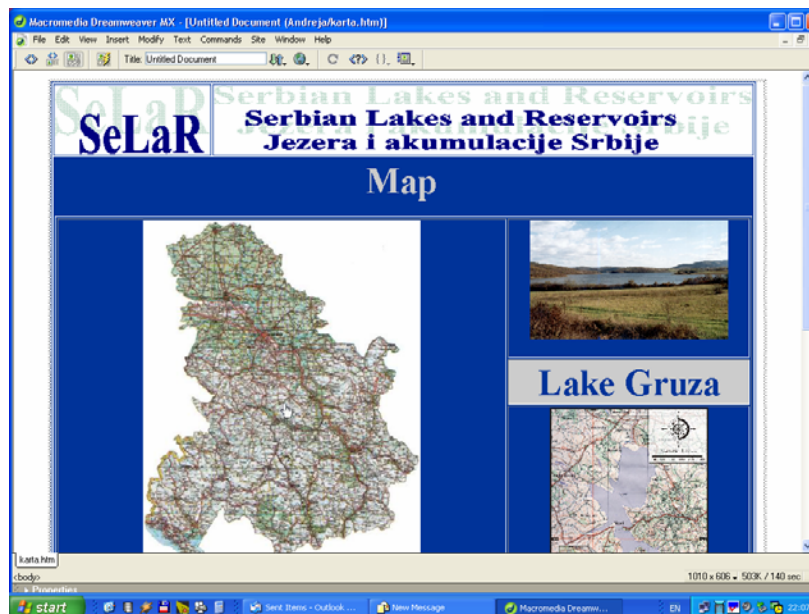 Macromedia Dreamweaver MX - [Untitled Document (Andreja/karta.htm)]
File Edit View Insert Modify Text Commands Site Window Help
Title: Untitled Document
SeLaR
Serbian Lakes and Reservoirs
Jezera i akumulacije Srbije
Map
Lake Gruza
karta.htm
<body>
1010 x 606 503K / 140 sec
Properties
start
Sent Items - Outlook ...
New Message
Macromedia Dreamw...
EN